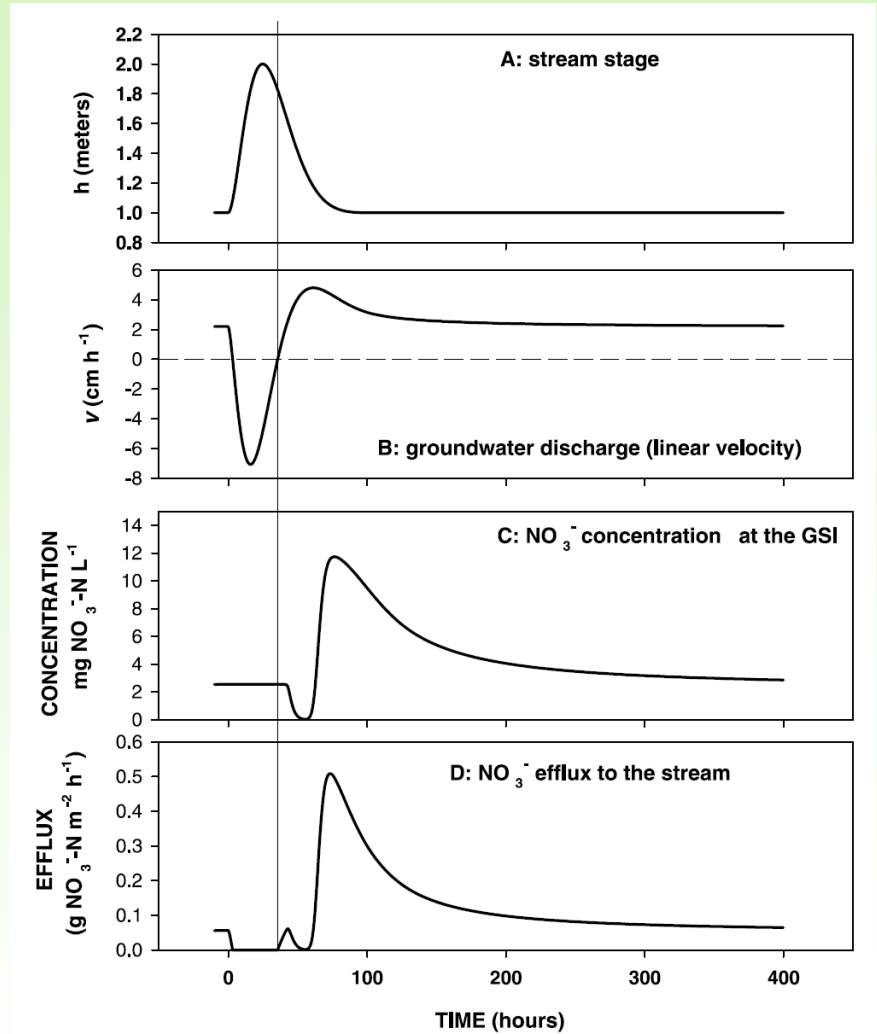 A: stream stage
h (meters)
2.2
2.0
1.8
1.6
1.4
1.2
1.0
0.8
B: groundwater discharge (linear velocity)
v (cm h⁻¹)
6
4
2
0
-2
-4
-6
-8
C: NO₃⁻ concentration at the GSI
CONCENTRATION
mg NO₃⁻-N L⁻¹
14
12
10
8
6
4
2
0
D: NO₃⁻ efflux to the stream
EFFLUX
(g NO₃⁻-N m⁻² h⁻¹)
0.6
0.5
0.4
0.3
0.2
0.1
0.0
0 100 200 300 400
TIME (hours)